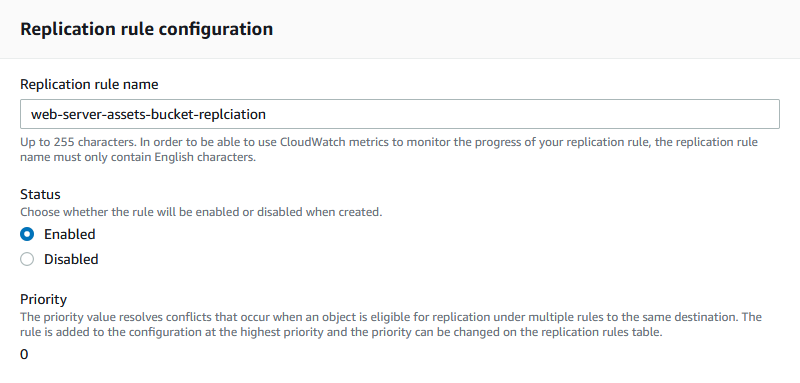 Replication rule configuration
Replication rule name
web-server-assets-bucket-replciation
Up to 255 characters. In order to be able to use CloudWatch metrics to monitor the progress of your replication rule, the replication rule
name must only contain English characters.
Status
Choose whether the rule will be enabled or disabled when created.
Enabled
Disabled
Priority
The priority value resolves conflicts that occur when an object is eligible for replication under multiple rules to the same destination. The
rule is added to the configuration at the highest priority and the priority can be changed on the replication rules table.
0